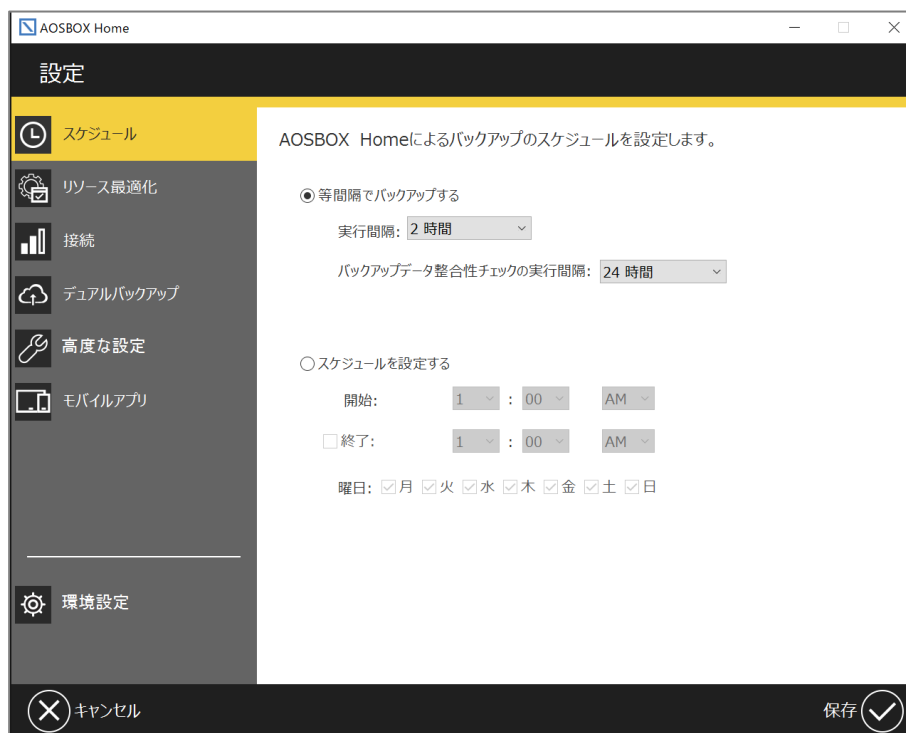 AOSBOX Home
設定
スケジュール
リソース最適化
接続
デュアルバックアップ
高度な設定
モバイルアプリ
環境設定
AOSBOX Homeによるバックアップのスケジュールを設定します。
等間隔でバックアップする
実行間隔: 2 時間
バックアップデータ整合性チェックの実行間隔: 24 時間
スケジュールを設定する
開始: 1 : 00 AM
終了: 1 : 00 AM
曜日: 月 火 水 木 金 土 日
キャンセル
保存